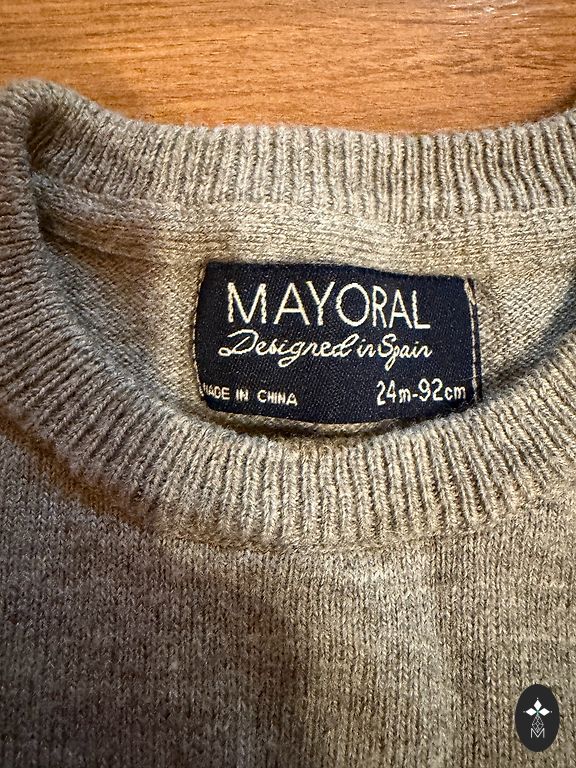 MAYORAL
Designed in Spain
MADE IN CHINA
24m-92cm
M